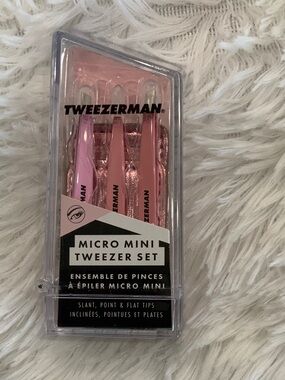 TWEEZERMAN®
RMAN
ZERMAN
ZERMAN
MICRO MINI
TWEEZER SET
ENSEMBLE DE PINCES
À ÉPILER MICRO MINI
SLANT, POINT & FLAT TIPS
INCLINÉES, POINTUES ET PLATES